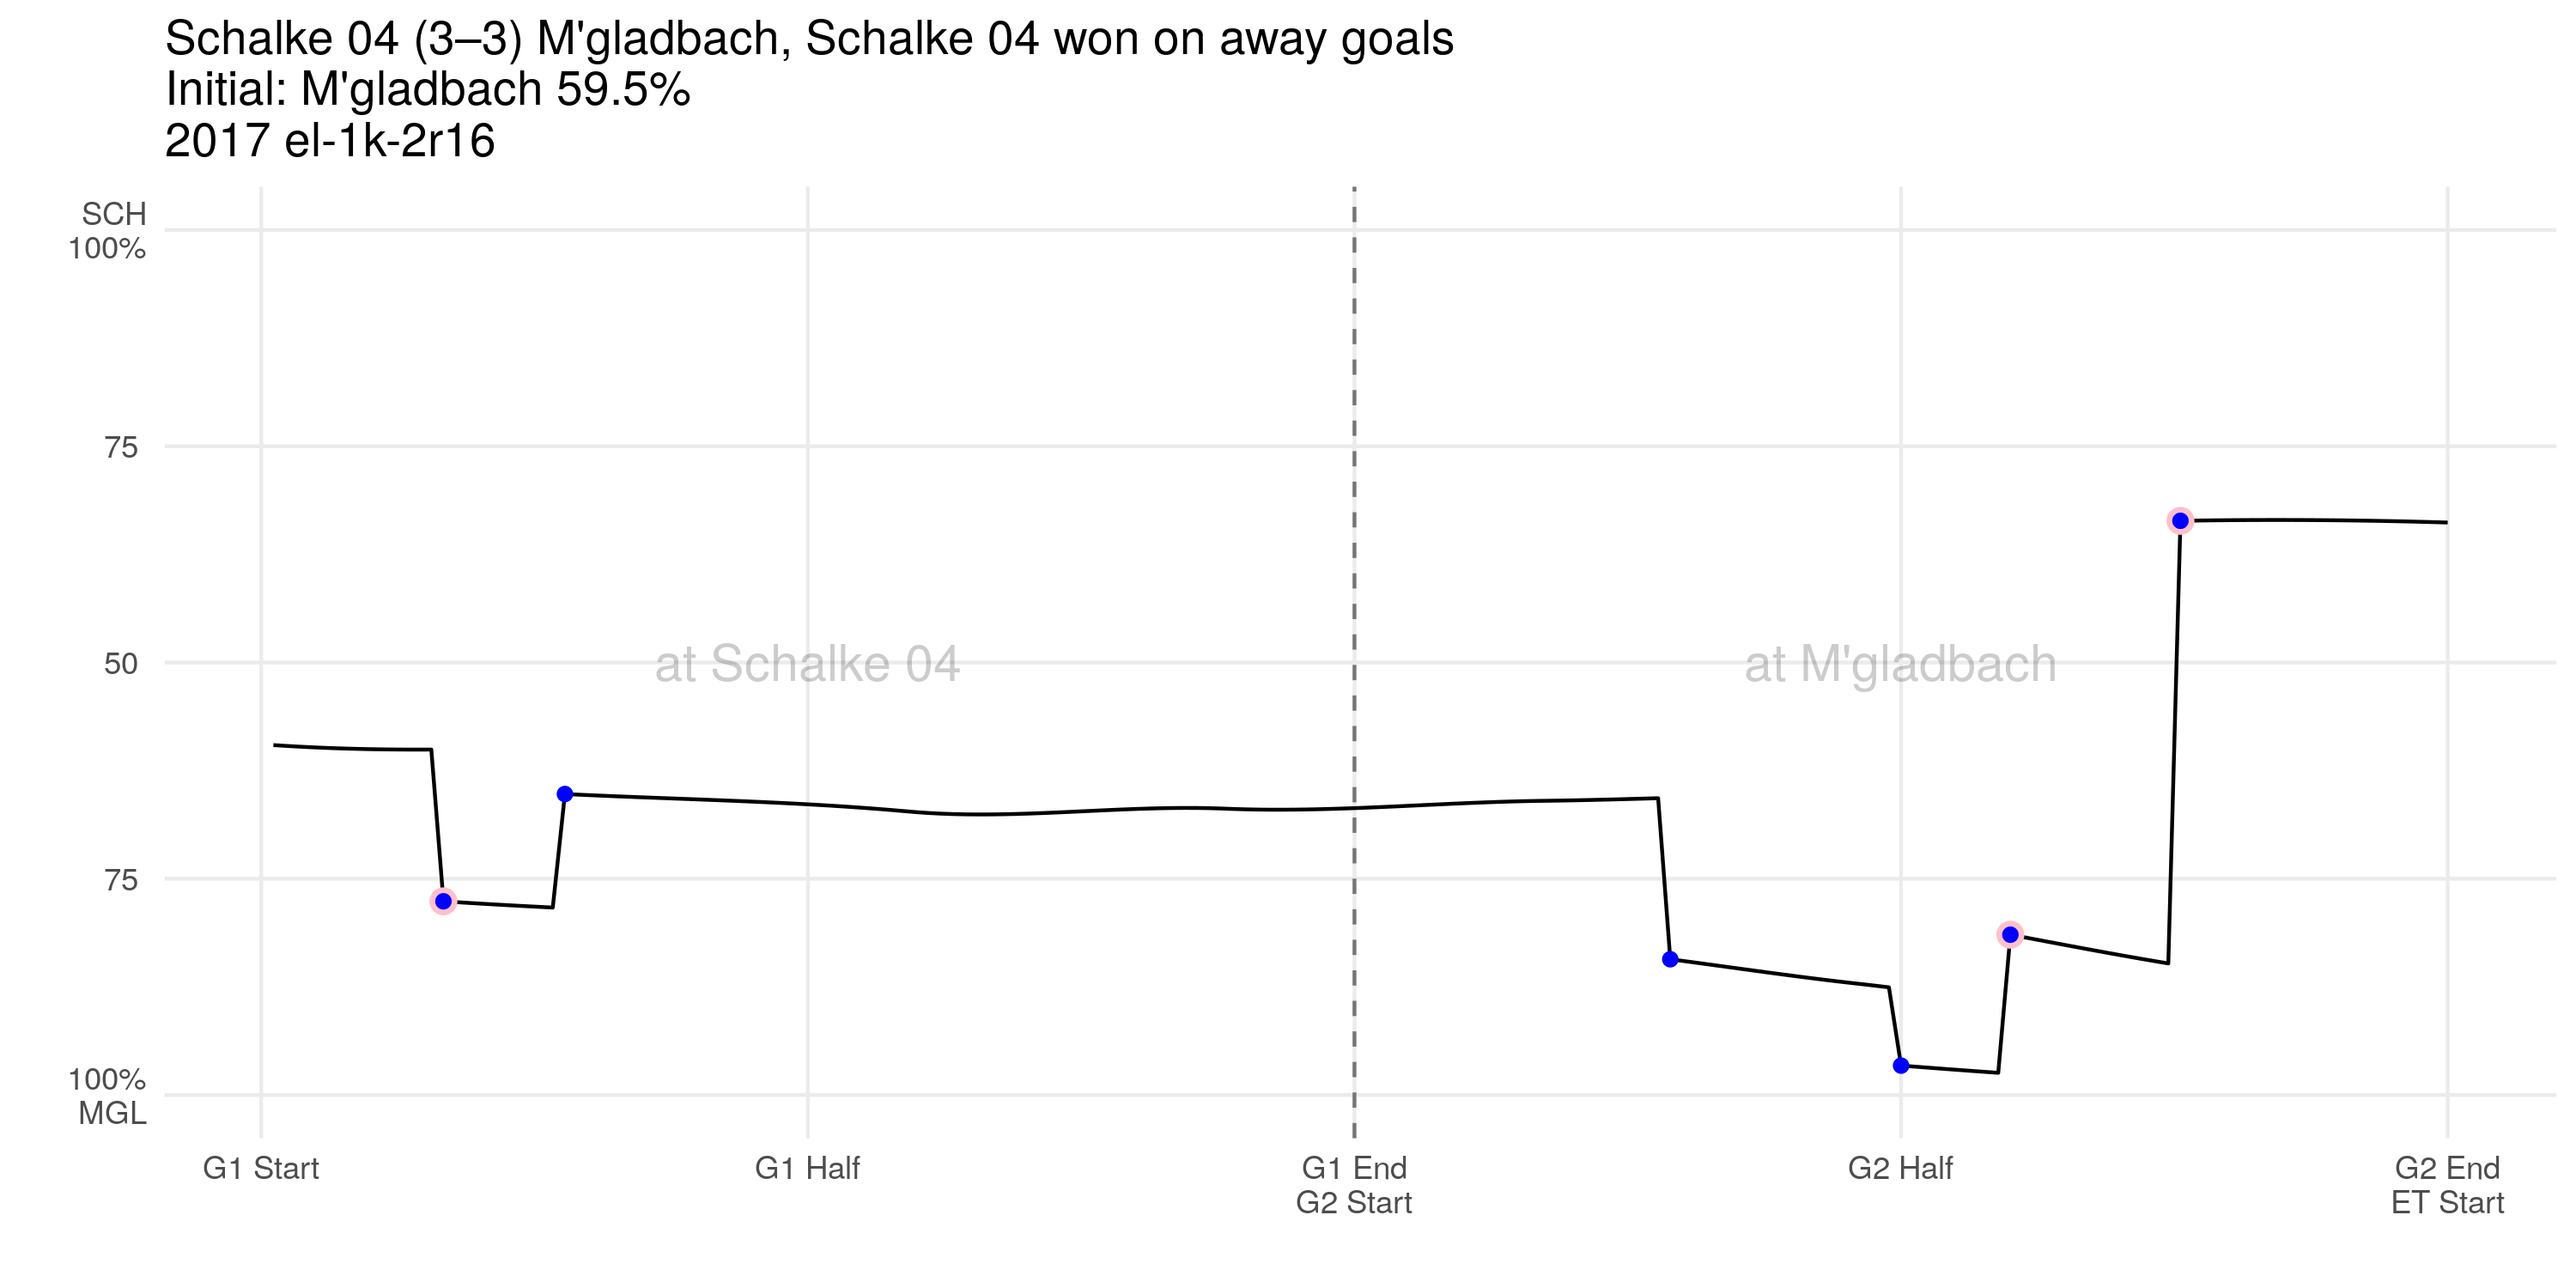 Schalke 04 (3–3) M'gladbach, Schalke 04 won on away goals
Initial: M'gladbach 59.5%
2017 el-1k-2r16
SCH
100%
75
50
75
100%
MGL
at Schalke 04
at M'gladbach
G1 Start
G1 Half
G1 End
G2 Start
G2 Half
G2 End
ET Start